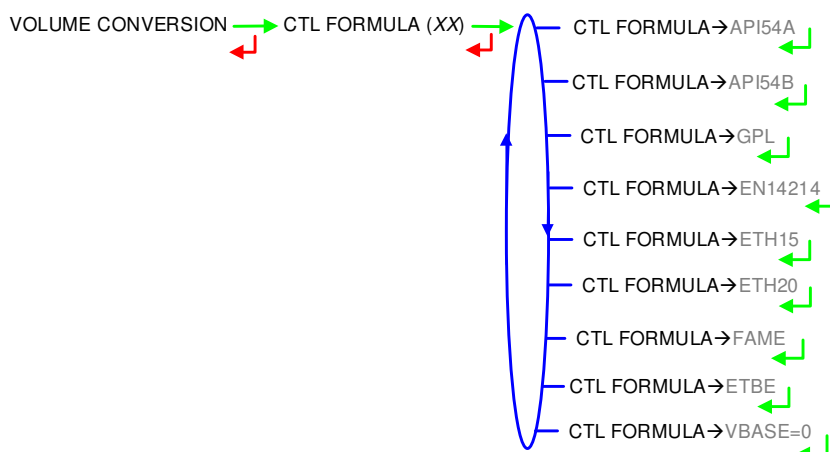 VOLUME CONVERSION → CTL FORMULA (XX) → CTL FORMULA→API54A
CTL FORMULA→API54B
CTL FORMULA→GPL
CTL FORMULA→EN14214
CTL FORMULA→ETH15
CTL FORMULA→ETH20
CTL FORMULA→FAME
CTL FORMULA→ETBE
CTL FORMULA→VBASE=0